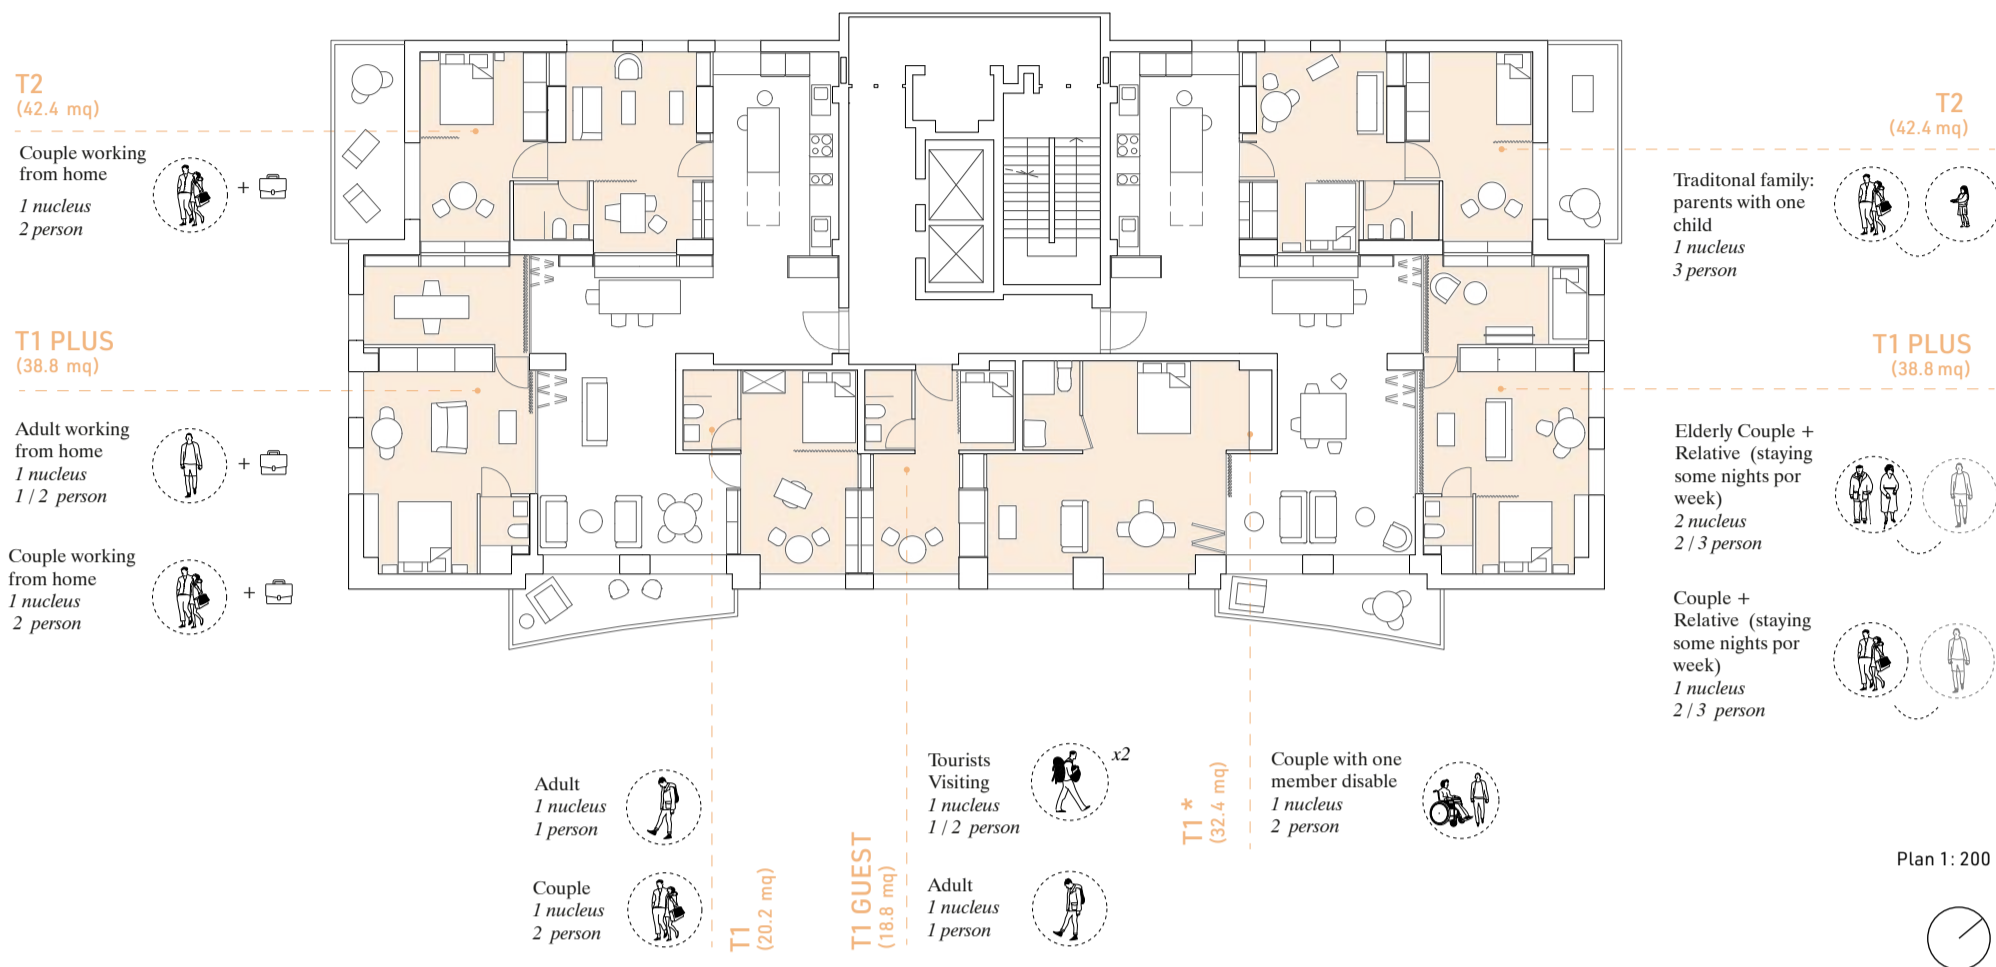 T2
(42.4 mq)
Couple working
from home
1 nucleus
2 person
+
T1 PLUS
(38.8 mq)
Adult working
from home
1 nucleus
1 / 2 person
+
Couple working
from home
1 nucleus
2 person
+
Adult
1 nucleus
1 person
Couple
1 nucleus
2 person
T1
(20.2 mq)
T1 GUEST
(18.8 mq)
Tourists
Visiting
1 nucleus
1 / 2 person
x2
Adult
1 nucleus
1 person
T1 *
(32.4 mq)
Couple with one
member disable
1 nucleus
2 person
T2
(42.4 mq)
Traditonal family:
parents with one
child
1 nucleus
3 person
T1 PLUS
(38.8 mq)
Elderly Couple +
Relative (staying
some nights por
week)
2 nucleus
2 / 3 person
Couple +
Relative (staying
some nights por
week)
1 nucleus
2 / 3 person
Plan 1: 200